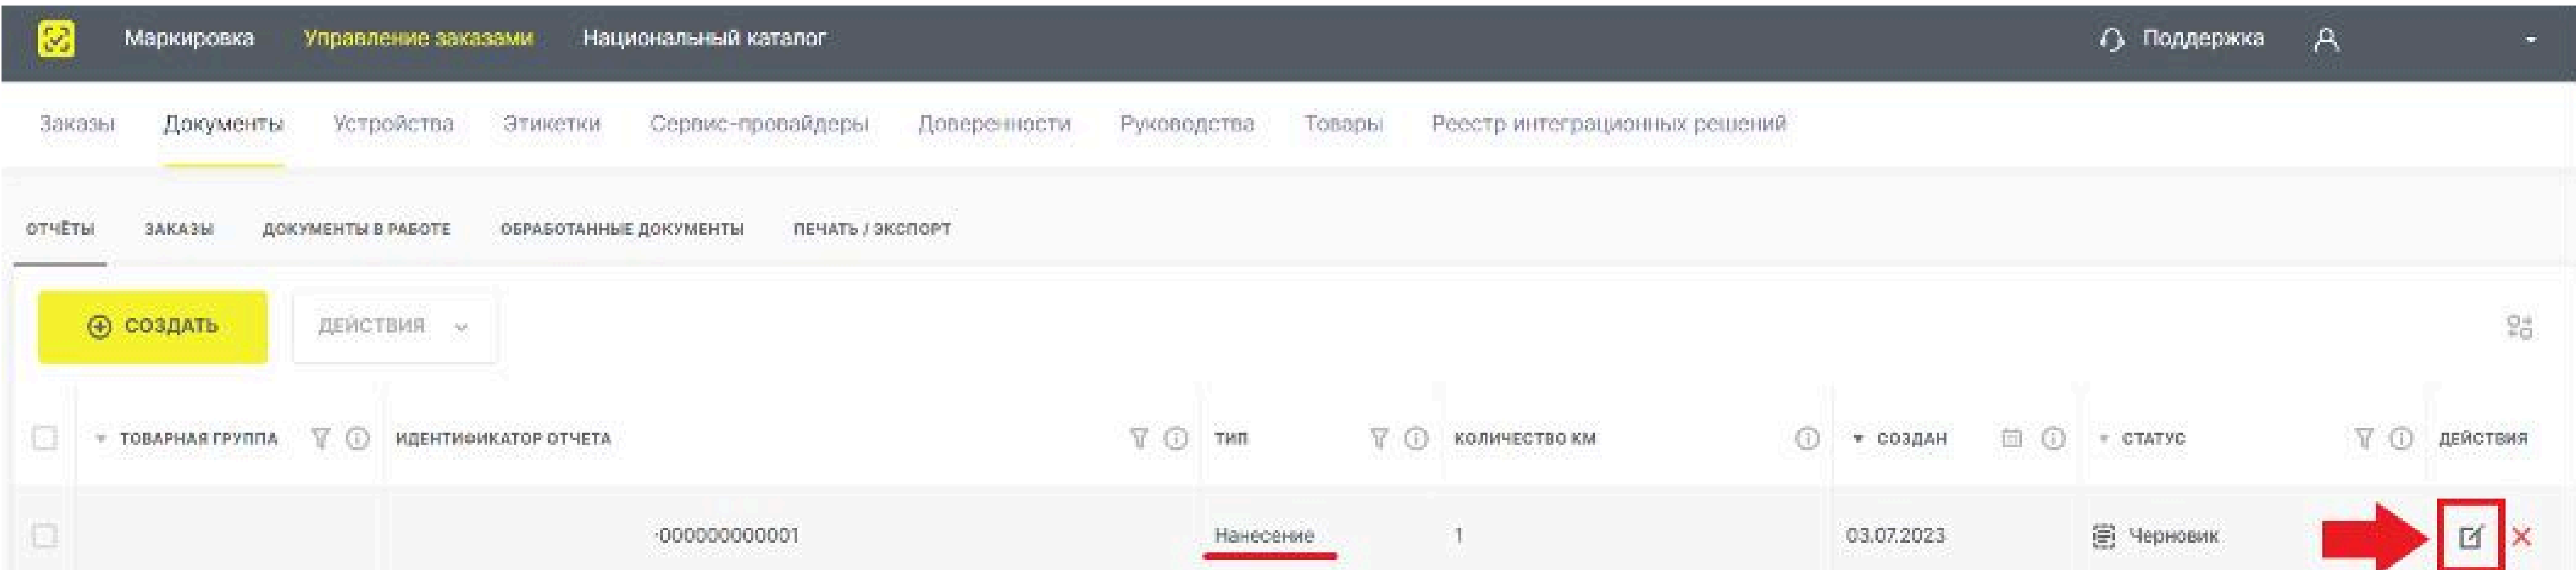 Маркировка Управление заказами Национальный каталог Поддержка
Заказы Документы Устройства Этикетки Сервис-провайдеры Доверенности Руководства Товары Реестр интеграционных решений
ОТЧЁТЫ ЗАКАЗЫ ДОКУМЕНТЫ В РАБОТЕ ОБРАБОТАННЫЕ ДОКУМЕНТЫ ПЕЧАТЬ / ЭКСПОРТ
СОЗДАТЬ ДЕЙСТВИЯ
ТОВАРНАЯ ГРУППА ИДЕНТИФИКАТОР ОТЧЕТА ТИП КОЛИЧЕСТВО КМ СОЗДАН СТАТУС ДЕЙСТВИЯ
-000000000001 Нанесение 1 03.07.2023 Черновик